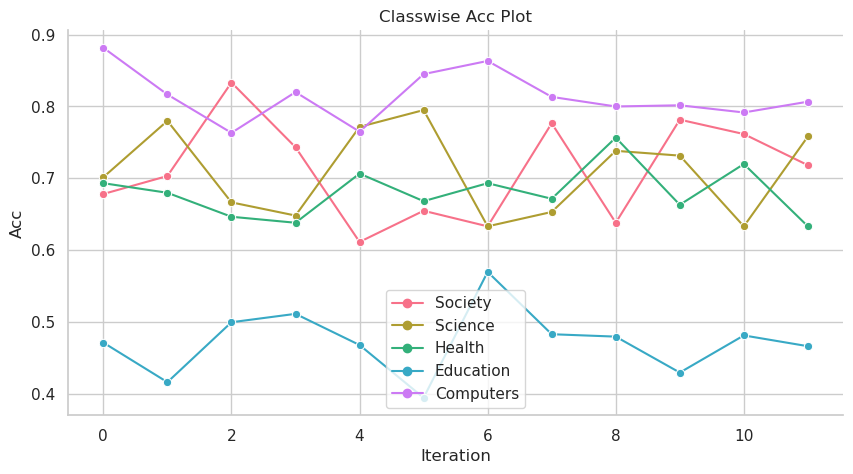 Classwise Acc Plot
0.9
0.8
0.7
0.6
0.5
0.4
Acc
Society
Science
Health
Education
Computers
0 2 4 6 8 10
Iteration